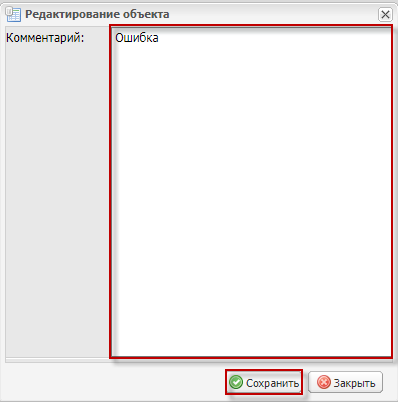 Редактирование объекта
Комментарий: Ошибка
Сохранить Закрыть